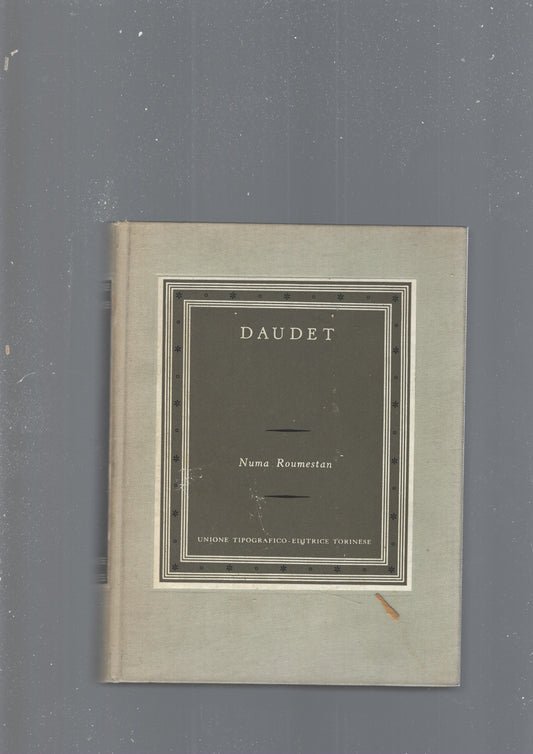 DAUDET
Numa Roumestan
UNIONE TIPOGRAFICO-EDITRICE TORINESE